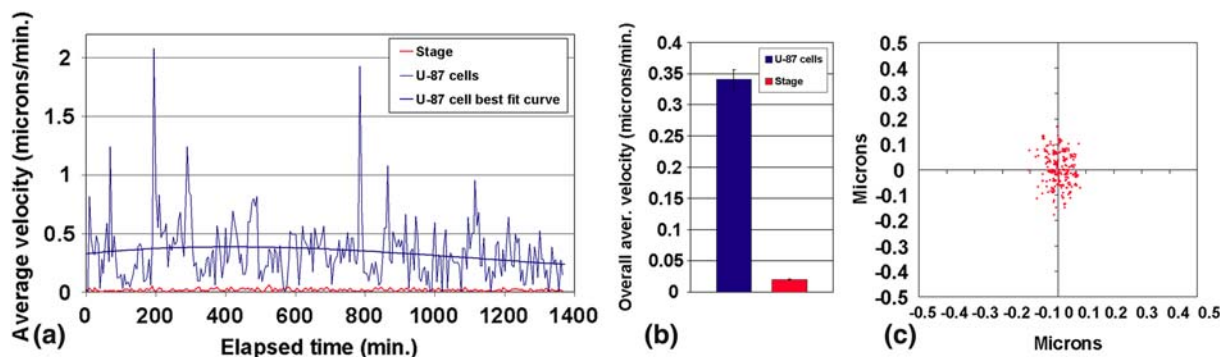 Average velocity (microns/min.)
2
1.5
1
0.5
0
Stage
U-87 cells
U-87 cell best fit curve
0 200 400 600 800 1000 1200 1400
Elapsed time (min.)
(a)
Overall aver. velocity (microns/min.)
0.4
0.35
0.3
0.35
0.2
0.35
0.3
0.05
0
U-87 cells
Stage
(b)
Microns
0.5
0.4
0.3
0.2
0.1
0
-0.1
-0.2
-0.3
-0.4
-0.5
-0.5 -0.4 -0.3 -0.2 -0.1 0 0.1 0.2 0.3 0.4 0.5
Microns
(c)